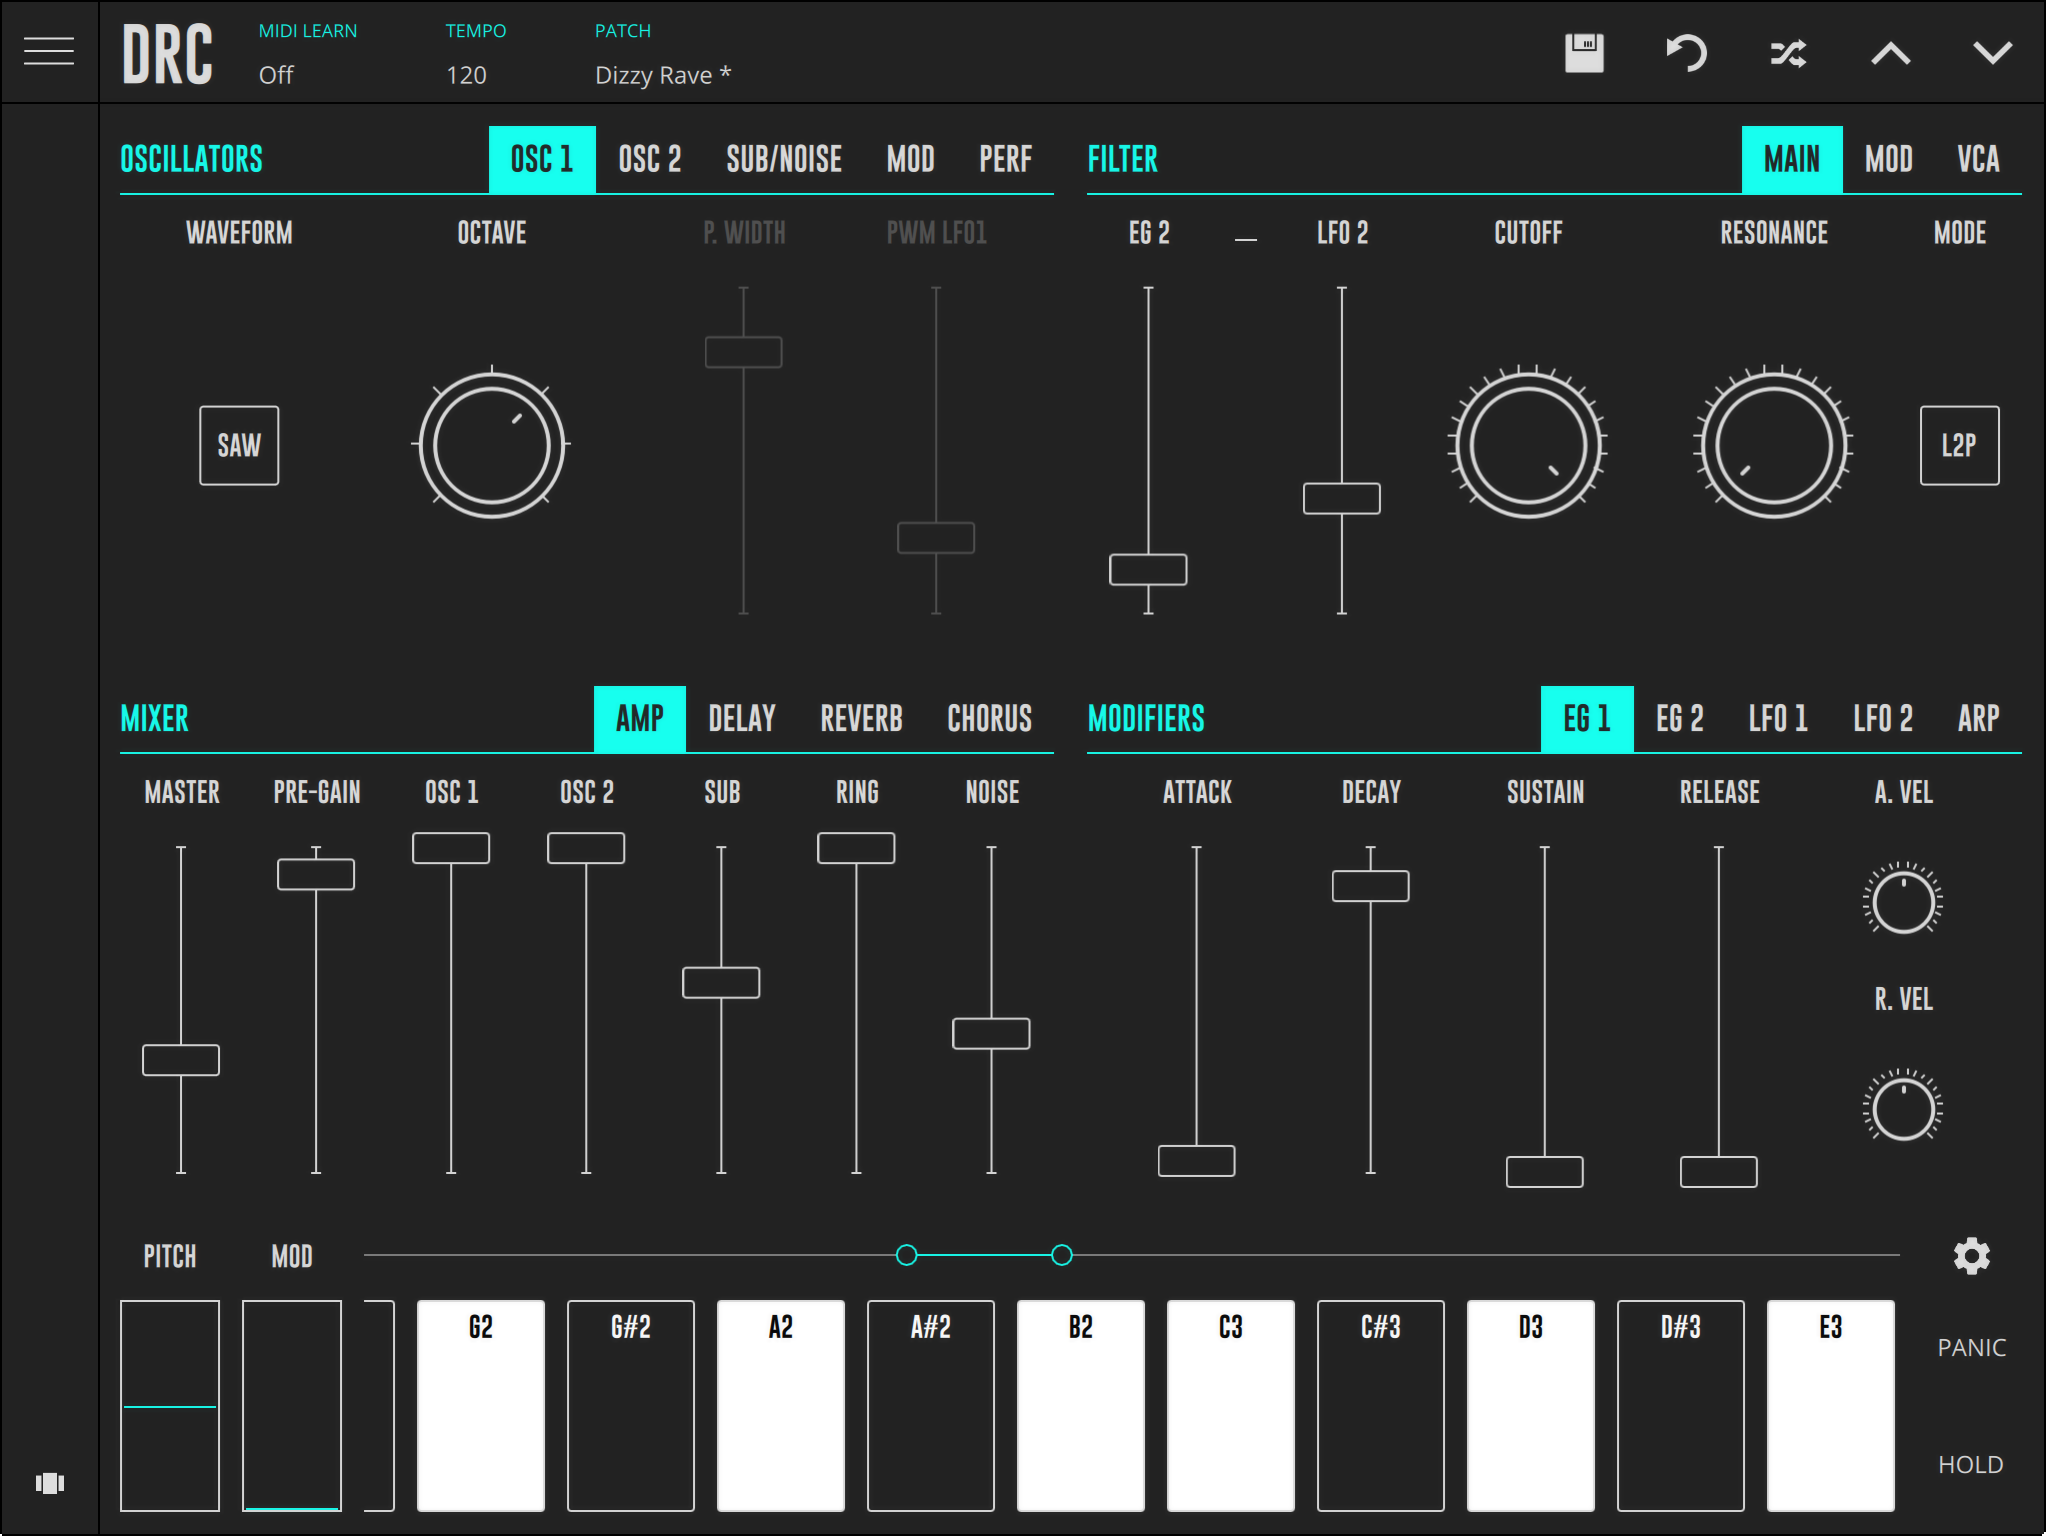 DRC
MIDI LEARN TEMPO PATCH
Off 120 Dizzy Rave *
OSCILLATORS OSC 1 OSC 2 SUB/NOISE MOD PERF
WAVEFORM OCTAVE P. WIDTH PWM LFO1
SAW
FILTER MAIN MOD VCA
EG 2 — LFO 2 CUTOFF RESONANCE MODE
L2P
MIXER AMP DELAY REVERB CHORUS
MASTER PRE-GAIN OSC 1 OSC 2 SUB RING NOISE
MODIFIERS EG 1 EG 2 LFO 1 LFO 2 ARP
ATTACK DECAY SUSTAIN RELEASE A. VEL
R. VEL
PITCH MOD
G2 G#2 A2 A#2 B2 C3 C#3 D3 D#3 E3
PANIC
HOLD